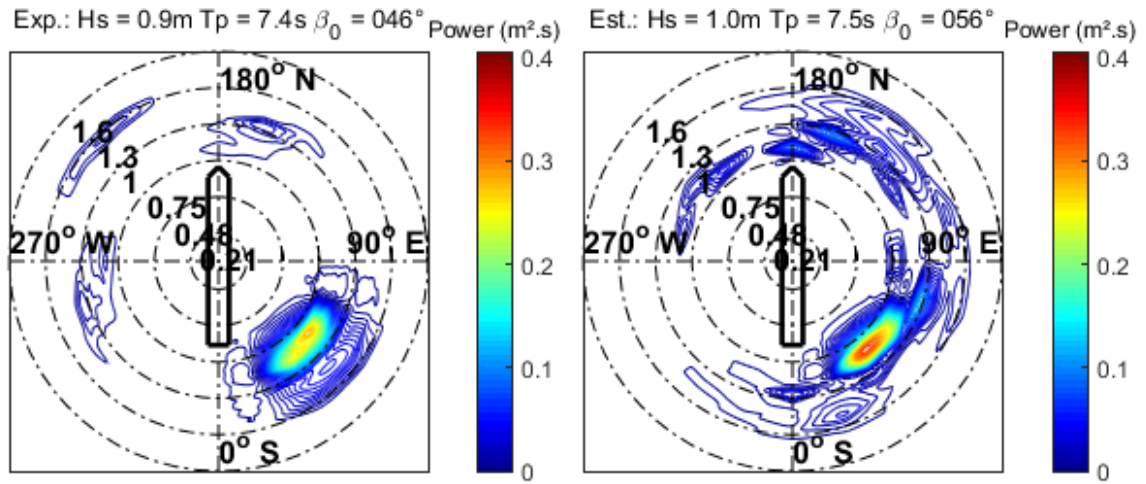 Exp.: Hs = 0.9m Tp = 7.4s β₀ = 046°
Power (m².s)
180° N
1.6
1.3
1
0.75
0.48
0.21
270° W
90° E
0° S
0.4
0.3
0.2
0.1
0
Est.: Hs = 1.0m Tp = 7.5s β₀ = 056°
Power (m².s)
180° N
1.6
1.3
1
0.75
0.48
0.21
270° W
90° E
0° S
0.4
0.3
0.2
0.1
0